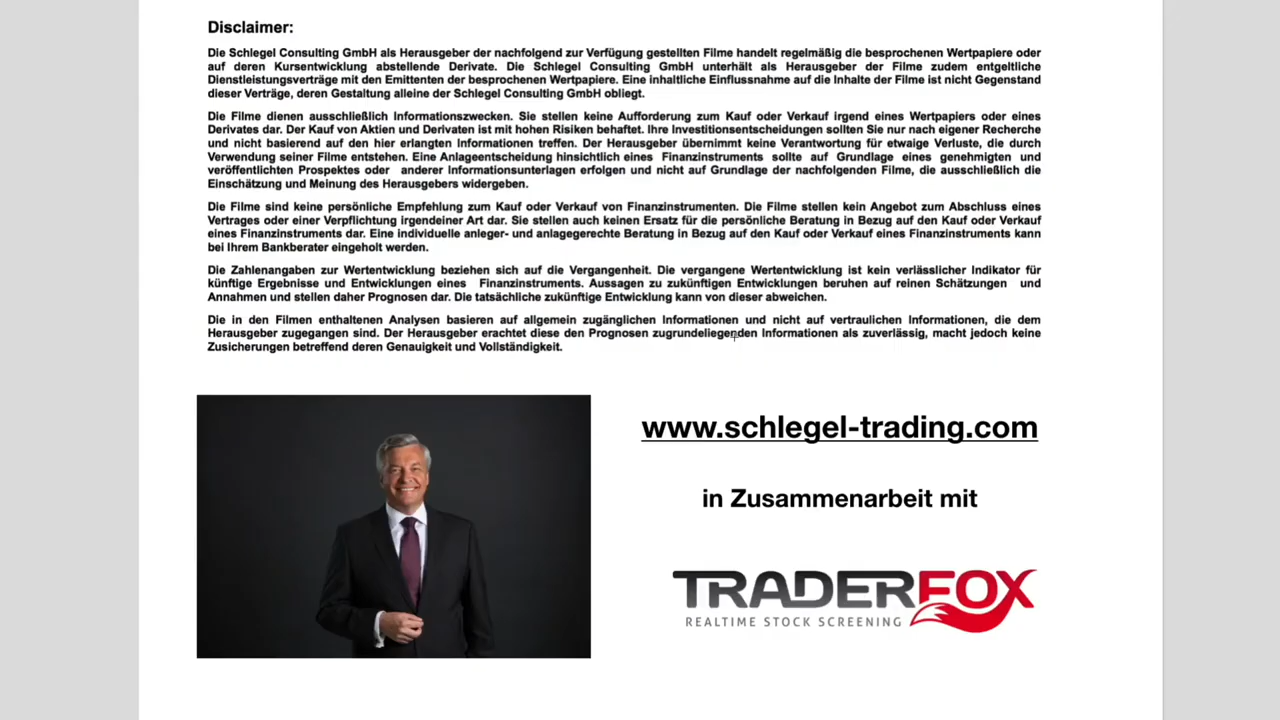 Disclaimer:
Die Schlegel Consulting GmbH als Herausgeber der nachfolgend zur Verfügung gestellten Filme handelt regelmäßig die besprochenen Wertpapiere oder
auf deren Kursentwicklung abstellende Derivate. Die Schlegel Consulting GmbH unterhält als Herausgeber der Filme zudem entgeltliche
Dienstleistungsverträge mit den Emittenten der besprochenen Wertpapiere. Eine inhaltliche Einflussnahme auf die Inhalte der Filme ist nicht Gegenstand
dieser Verträge, deren Gestaltung alleine der Schlegel Consulting GmbH obliegt.
Die Filme dienen ausschließlich Informationszwecken. Sie stellen keine Aufforderung zum Kauf oder Verkauf irgend eines Wertpapiers oder eines
Derivates dar. Der Kauf von Aktien und Derivaten ist mit hohen Risiken behaftet. Ihre Investitionsentscheidungen sollten Sie nur nach eigener Recherche
und nicht basierend auf den hier erlangten Informationen treffen. Der Herausgeber übernimmt keine Verantwortung für etwaige Verluste, die durch
Verwendung seiner Filme entstehen. Eine Anlageentscheidung hinsichtlich eines Finanzinstruments sollte auf Grundlage eines genehmigten und
veröffentlichten Prospektes oder anderer Informationsunterlagen erfolgen und nicht auf Grundlage der nachfolgenden Filme, die ausschließlich die
Einschätzung und Meinung des Herausgebers widergeben.
Die Filme sind keine persönliche Empfehlung zum Kauf oder Verkauf von Finanzinstrumenten. Die Filme stellen kein Angebot zum Abschluss eines
Vertrages oder einer Verpflichtung irgendeiner Art dar. Sie stellen auch keinen Ersatz für die persönliche Beratung in Bezug auf den Kauf oder Verkauf
eines Finanzinstruments dar. Eine individuelle anleger- und anlagegerechte Beratung in Bezug auf den Kauf oder Verkauf eines Finanzinstruments kann
bei Ihrem Bankberater eingeholt werden.
Die Zahlenangaben zur Wertentwicklung beziehen sich auf die Vergangenheit. Die vergangene Wertentwicklung ist kein verlässlicher Indikator für
künftige Ergebnisse und Entwicklungen eines Finanzinstruments. Aussagen zu zukünftigen Entwicklungen beruhen auf reinen Schätzungen und
Annahmen und stellen daher Prognosen dar. Die tatsächliche zukünftige Entwicklung kann von dieser abweichen.
Die in den Filmen enthaltenen Analysen basieren auf allgemein zugänglichen Informationen und nicht auf vertraulichen Informationen, die dem
Herausgeber zugegangen sind. Der Herausgeber erachtet diese den Prognosen zugrundeliegenden Informationen als zuverlässig, macht jedoch keine
Zusicherungen betreffend deren Genauigkeit und Vollständigkeit.
www.schlegel-trading.com
in Zusammenarbeit mit
TRADERFOX
REALTIME STOCK SCREENING